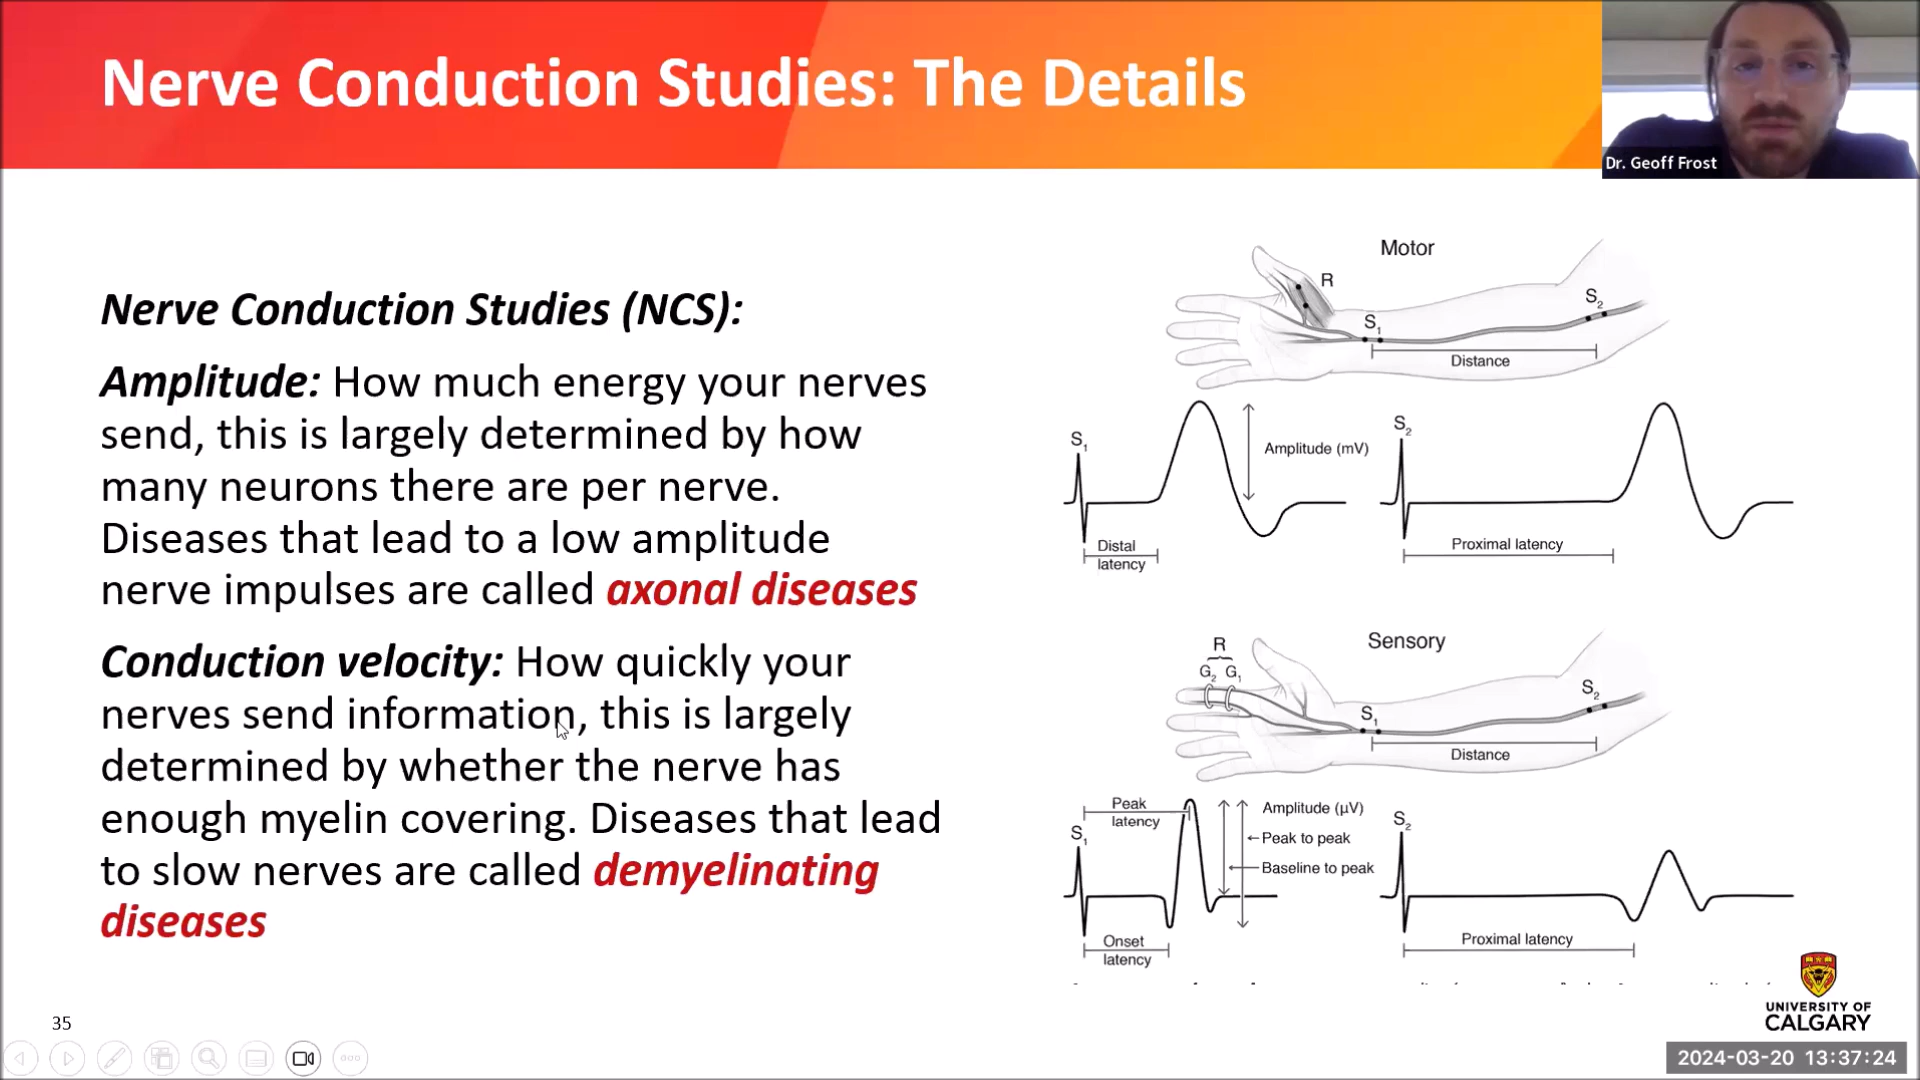 Nerve Conduction Studies: The Details
Dr. Geoff Frost
Nerve Conduction Studies (NCS):
Amplitude: How much energy your nerves
send, this is largely determined by how
many neurons there are per nerve.
Diseases that lead to a low amplitude
nerve impulses are called axonal diseases
Conduction velocity: How quickly your
nerves send information, this is largely
determined by whether the nerve has
enough myelin covering. Diseases that lead
to slow nerves are called demyelinating
diseases
Motor
R
S1
S2
Distance
S1
Amplitude (mV)
S2
Distal
latency
Proximal latency
Sensory
R
G2 G1
S1
S2
Distance
Peak
latency
S1
Amplitude (μV)
Peak to peak
Baseline to peak
S2
Onset
latency
Proximal latency
UNIVERSITY OF
CALGARY
35
2024-03-20 13:37:24